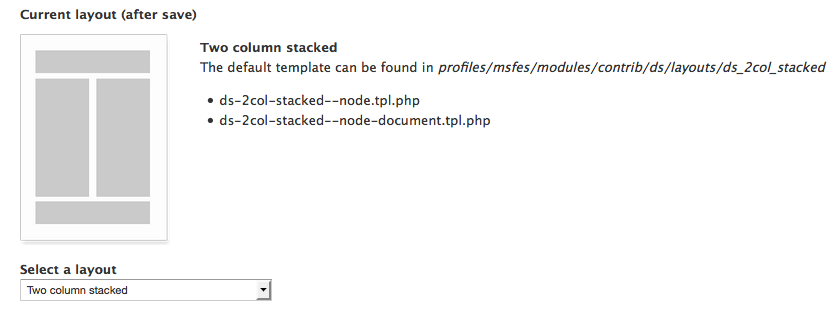 Current layout (after save)
Two column stacked
The default template can be found in profiles/msfes/modules/contrib/ds/layouts/ds_2col_stacked
ds-2col-stacked--node.tpl.php
ds-2col-stacked--node-document.tpl.php
Select a layout
Two column stacked